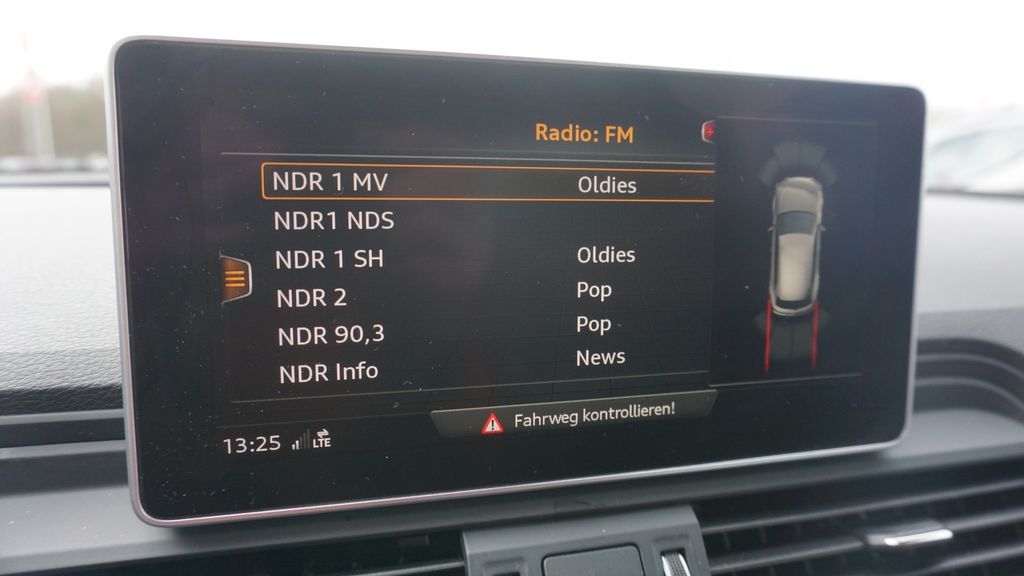 Radio: FM
NDR 1 MV Oldies
NDR1 NDS
NDR 1 SH Oldies
NDR 2 Pop
NDR 90,3 Pop
NDR Info News
Fahrweg kontrollieren!
13:25 LTE